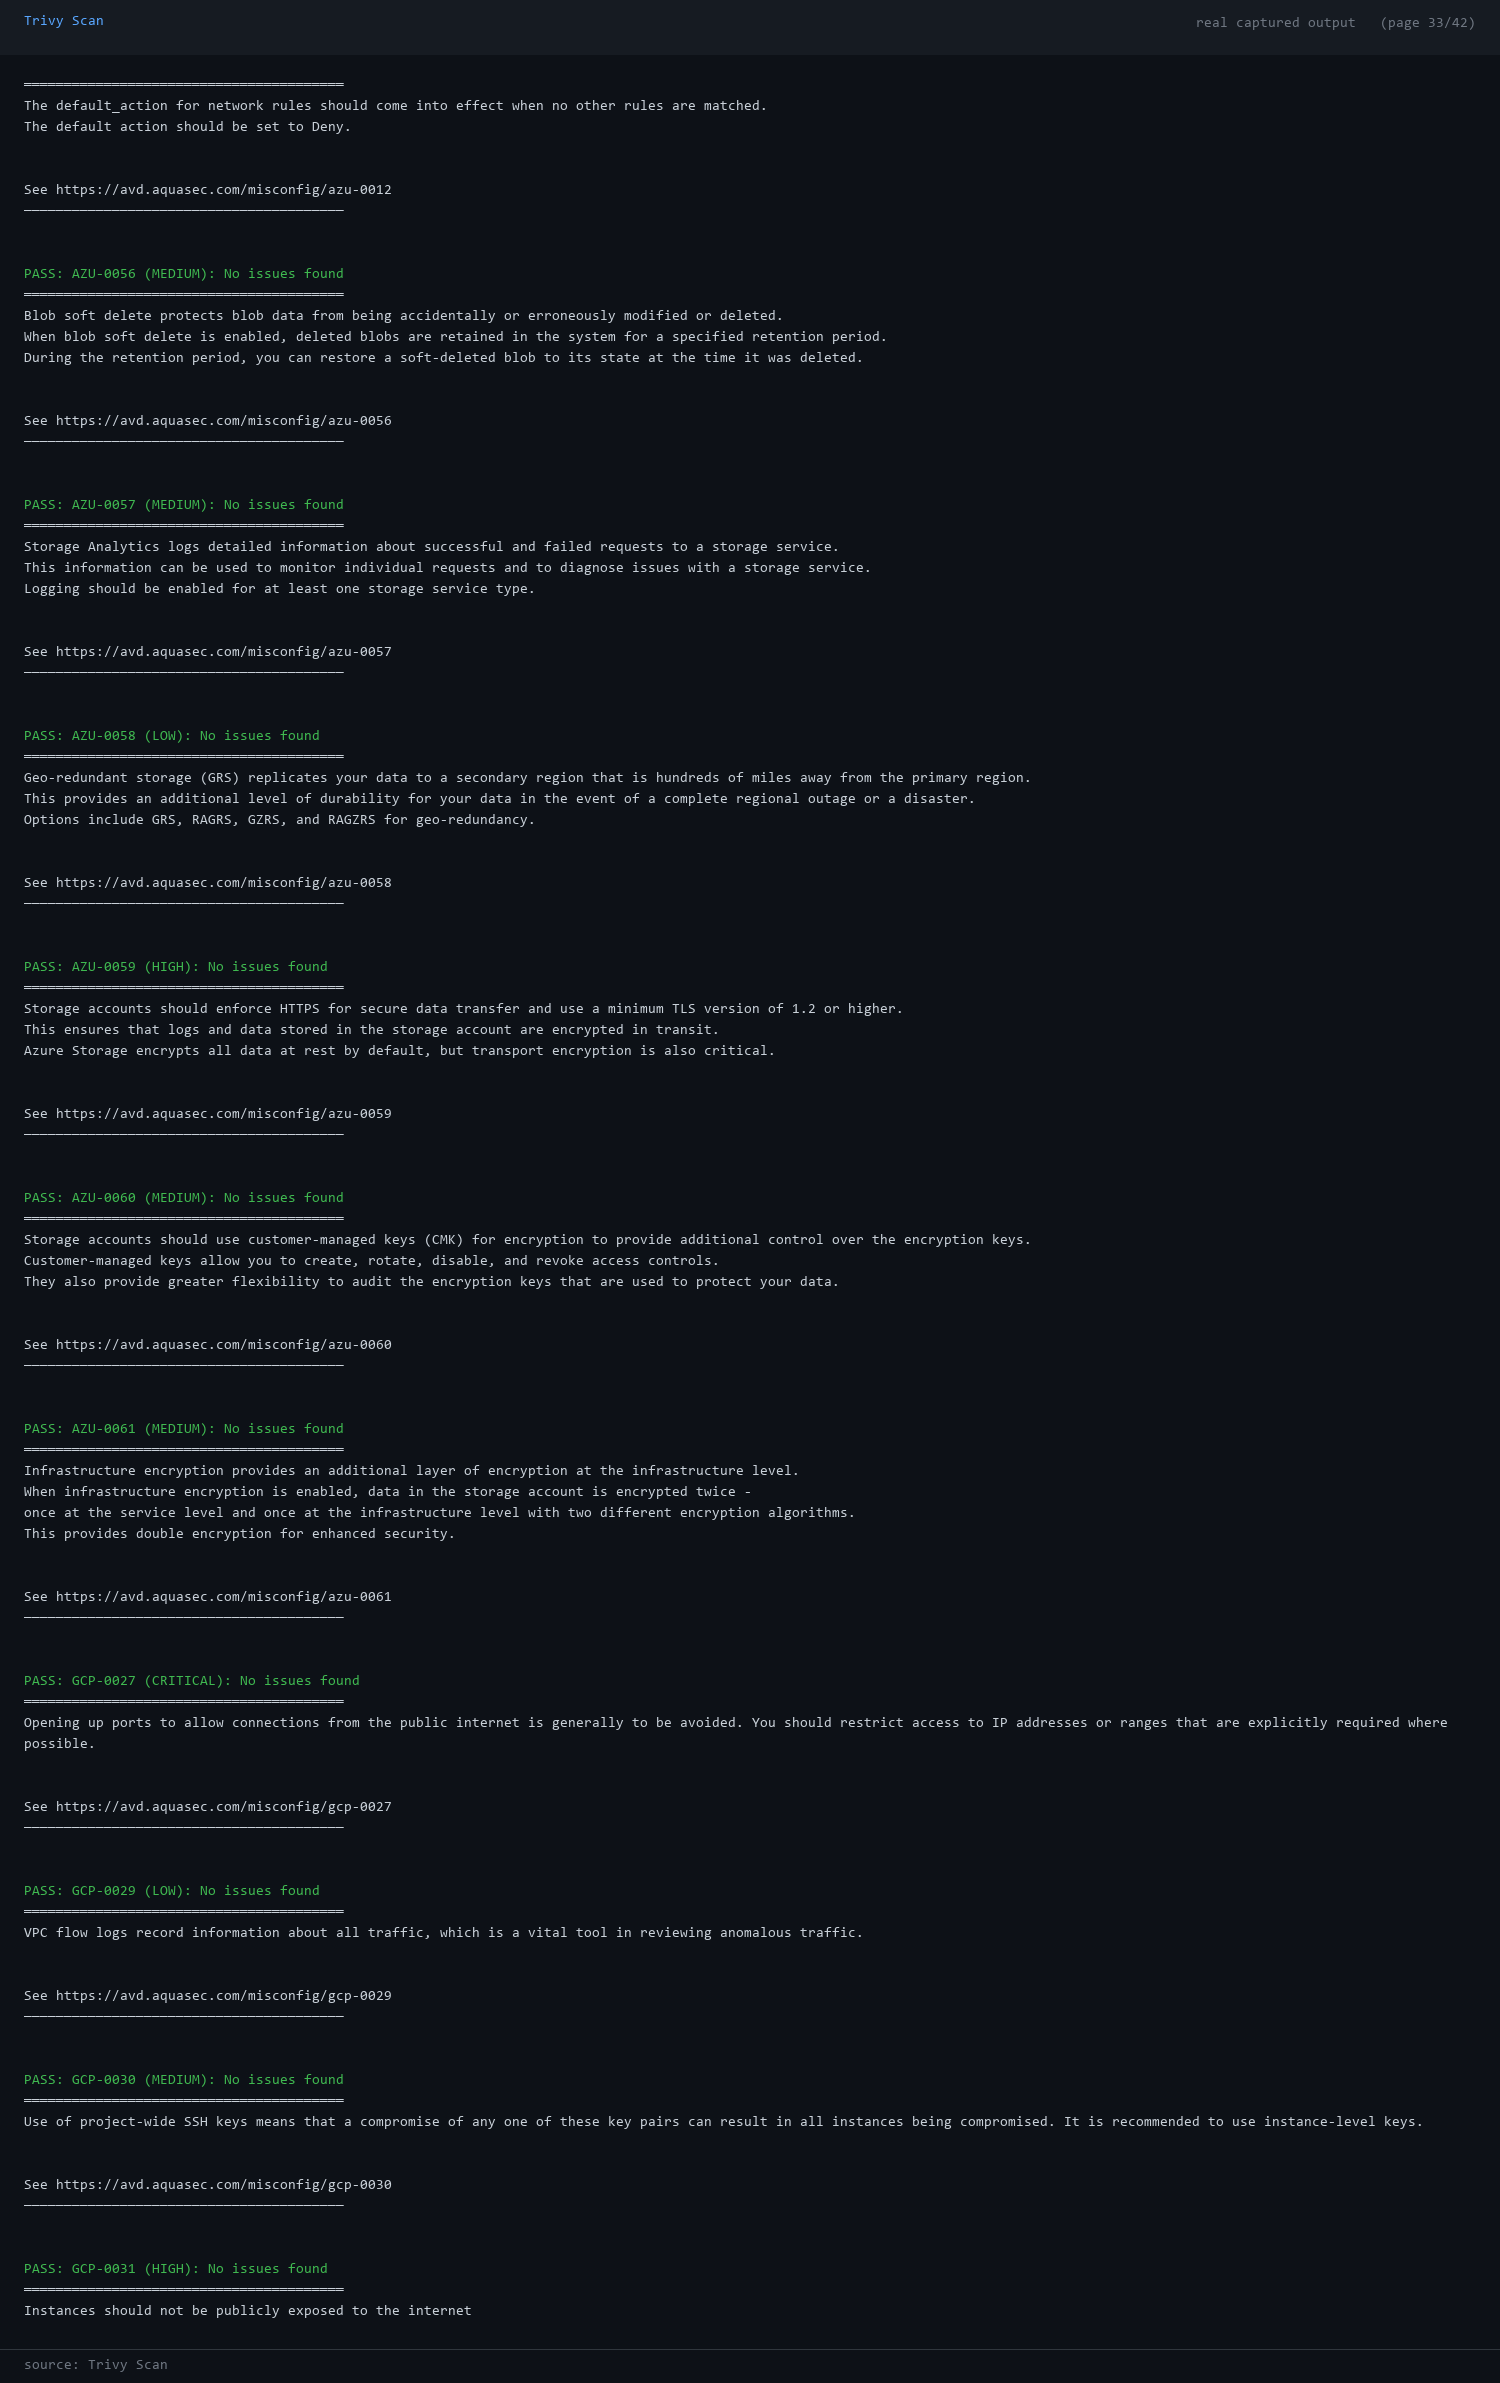 Trivy Scan
real captured output   (page 33/42)
════════════════════════════════════════
The default_action for network rules should come into effect when no other rules are matched.
The default action should be set to Deny.
See https://avd.aquasec.com/misconfig/azu-0012
────────────────────────────────────────
PASS: AZU-0056 (MEDIUM): No issues found
════════════════════════════════════════
Blob soft delete protects blob data from being accidentally or erroneously modified or deleted.
When blob soft delete is enabled, deleted blobs are retained in the system for a specified retention period.
During the retention period, you can restore a soft-deleted blob to its state at the time it was deleted.
See https://avd.aquasec.com/misconfig/azu-0056
────────────────────────────────────────
PASS: AZU-0057 (MEDIUM): No issues found
════════════════════════════════════════
Storage Analytics logs detailed information about successful and failed requests to a storage service.
This information can be used to monitor individual requests and to diagnose issues with a storage service.
Logging should be enabled for at least one storage service type.
See https://avd.aquasec.com/misconfig/azu-0057
────────────────────────────────────────
PASS: AZU-0058 (LOW): No issues found
════════════════════════════════════════
Geo-redundant storage (GRS) replicates your data to a secondary region that is hundreds of miles away from the primary region.
This provides an additional level of durability for your data in the event of a complete regional outage or a disaster.
Options include GRS, RAGRS, GZRS, and RAGZRS for geo-redundancy.
See https://avd.aquasec.com/misconfig/azu-0058
────────────────────────────────────────
PASS: AZU-0059 (HIGH): No issues found
════════════════════════════════════════
Storage accounts should enforce HTTPS for secure data transfer and use a minimum TLS version of 1.2 or higher.
This ensures that logs and data stored in the storage account are encrypted in transit.
Azure Storage encrypts all data at rest by default, but transport encryption is also critical.
See https://avd.aquasec.com/misconfig/azu-0059
────────────────────────────────────────
PASS: AZU-0060 (MEDIUM): No issues found
════════════════════════════════════════
Storage accounts should use customer-managed keys (CMK) for encryption to provide additional control over the encryption keys.
Customer-managed keys allow you to create, rotate, disable, and revoke access controls.
They also provide greater flexibility to audit the encryption keys that are used to protect your data.
See https://avd.aquasec.com/misconfig/azu-0060
────────────────────────────────────────
PASS: AZU-0061 (MEDIUM): No issues found
════════════════════════════════════════
Infrastructure encryption provides an additional layer of encryption at the infrastructure level.
When infrastructure encryption is enabled, data in the storage account is encrypted twice -
once at the service level and once at the infrastructure level with two different encryption algorithms.
This provides double encryption for enhanced security.
See https://avd.aquasec.com/misconfig/azu-0061
────────────────────────────────────────
PASS: GCP-0027 (CRITICAL): No issues found
════════════════════════════════════════
Opening up ports to allow connections from the public internet is generally to be avoided. You should restrict access to IP addresses or ranges that are explicitly required where
possible.
See https://avd.aquasec.com/misconfig/gcp-0027
────────────────────────────────────────
PASS: GCP-0029 (LOW): No issues found
════════════════════════════════════════
VPC flow logs record information about all traffic, which is a vital tool in reviewing anomalous traffic.
See https://avd.aquasec.com/misconfig/gcp-0029
────────────────────────────────────────
PASS: GCP-0030 (MEDIUM): No issues found
════════════════════════════════════════
Use of project-wide SSH keys means that a compromise of any one of these key pairs can result in all instances being compromised. It is recommended to use instance-level keys.
See https://avd.aquasec.com/misconfig/gcp-0030
────────────────────────────────────────
PASS: GCP-0031 (HIGH): No issues found
════════════════════════════════════════
Instances should not be publicly exposed to the internet
source: Trivy Scan